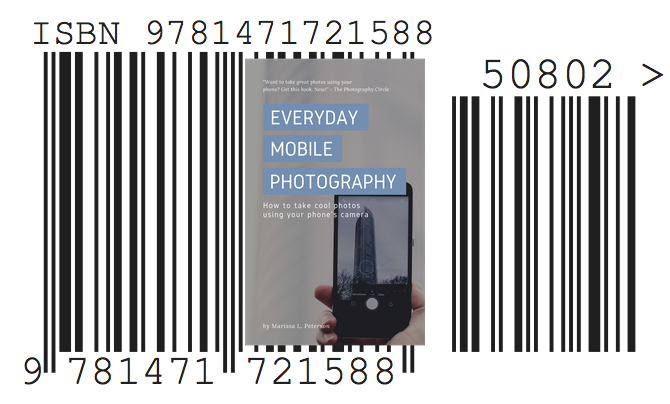 ISBN 9781471721588
50802 >
"Want to take great photos using your
phone? Get this book. Now!" – The Photography Circle
EVERYDAY
MOBILE
PHOTOGRAPHY
How to take cool photos
using your phone's camera
by Marissa L. Peterson
9 781471 721588